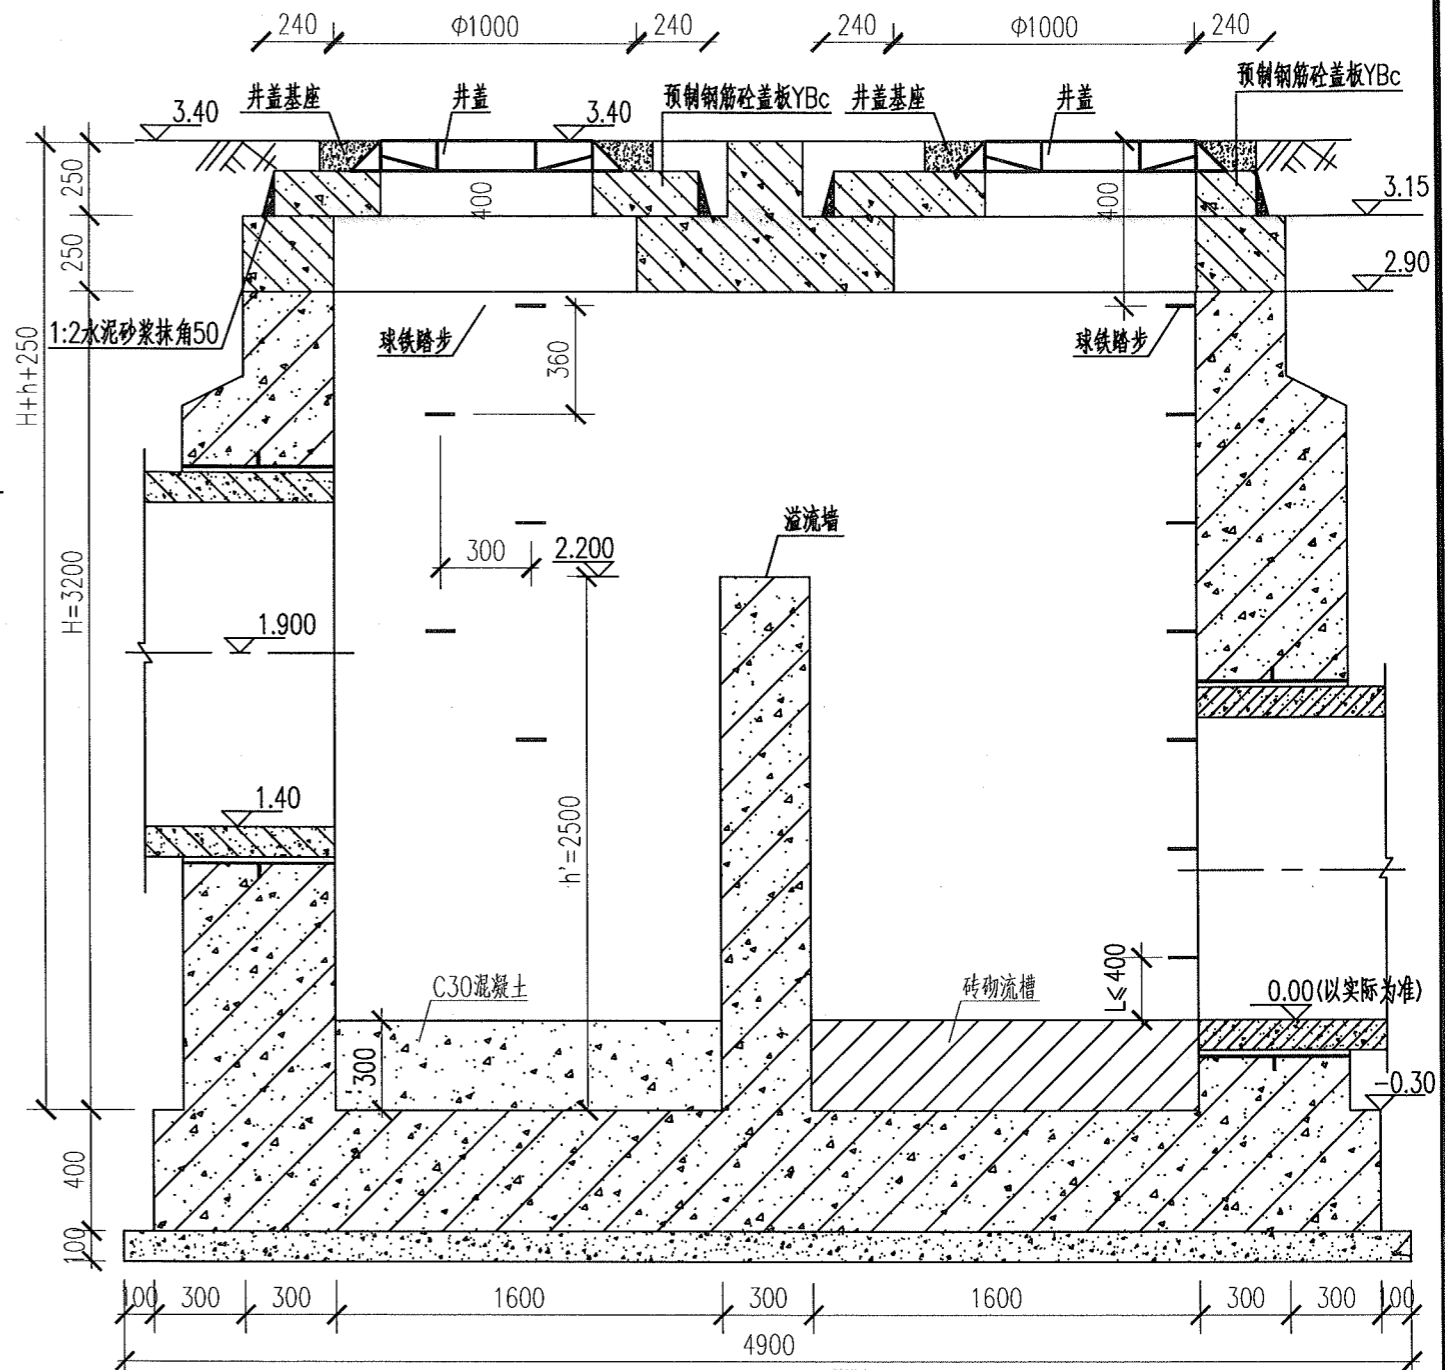 240 Φ1000 240 240 Φ1000 240
井盖基座 井盖 预制钢筋砼盖板YBc 井盖基座 井盖 预制钢筋砼盖板YBc
3.40 3.40
250
400 400
3.15
250
2.90
1:2水泥砂浆抹角50
球铁踏步 球铁踏步
360
H+h+250
溢流墙
300 2.200
H=3200
1.900
1.40
h'=2500
C30混凝土 砖砌流槽
L≤400
0.00(以实际为准)
300
-0.30
400
100
100 300 300 1600 300 1600 300 300 100
4900